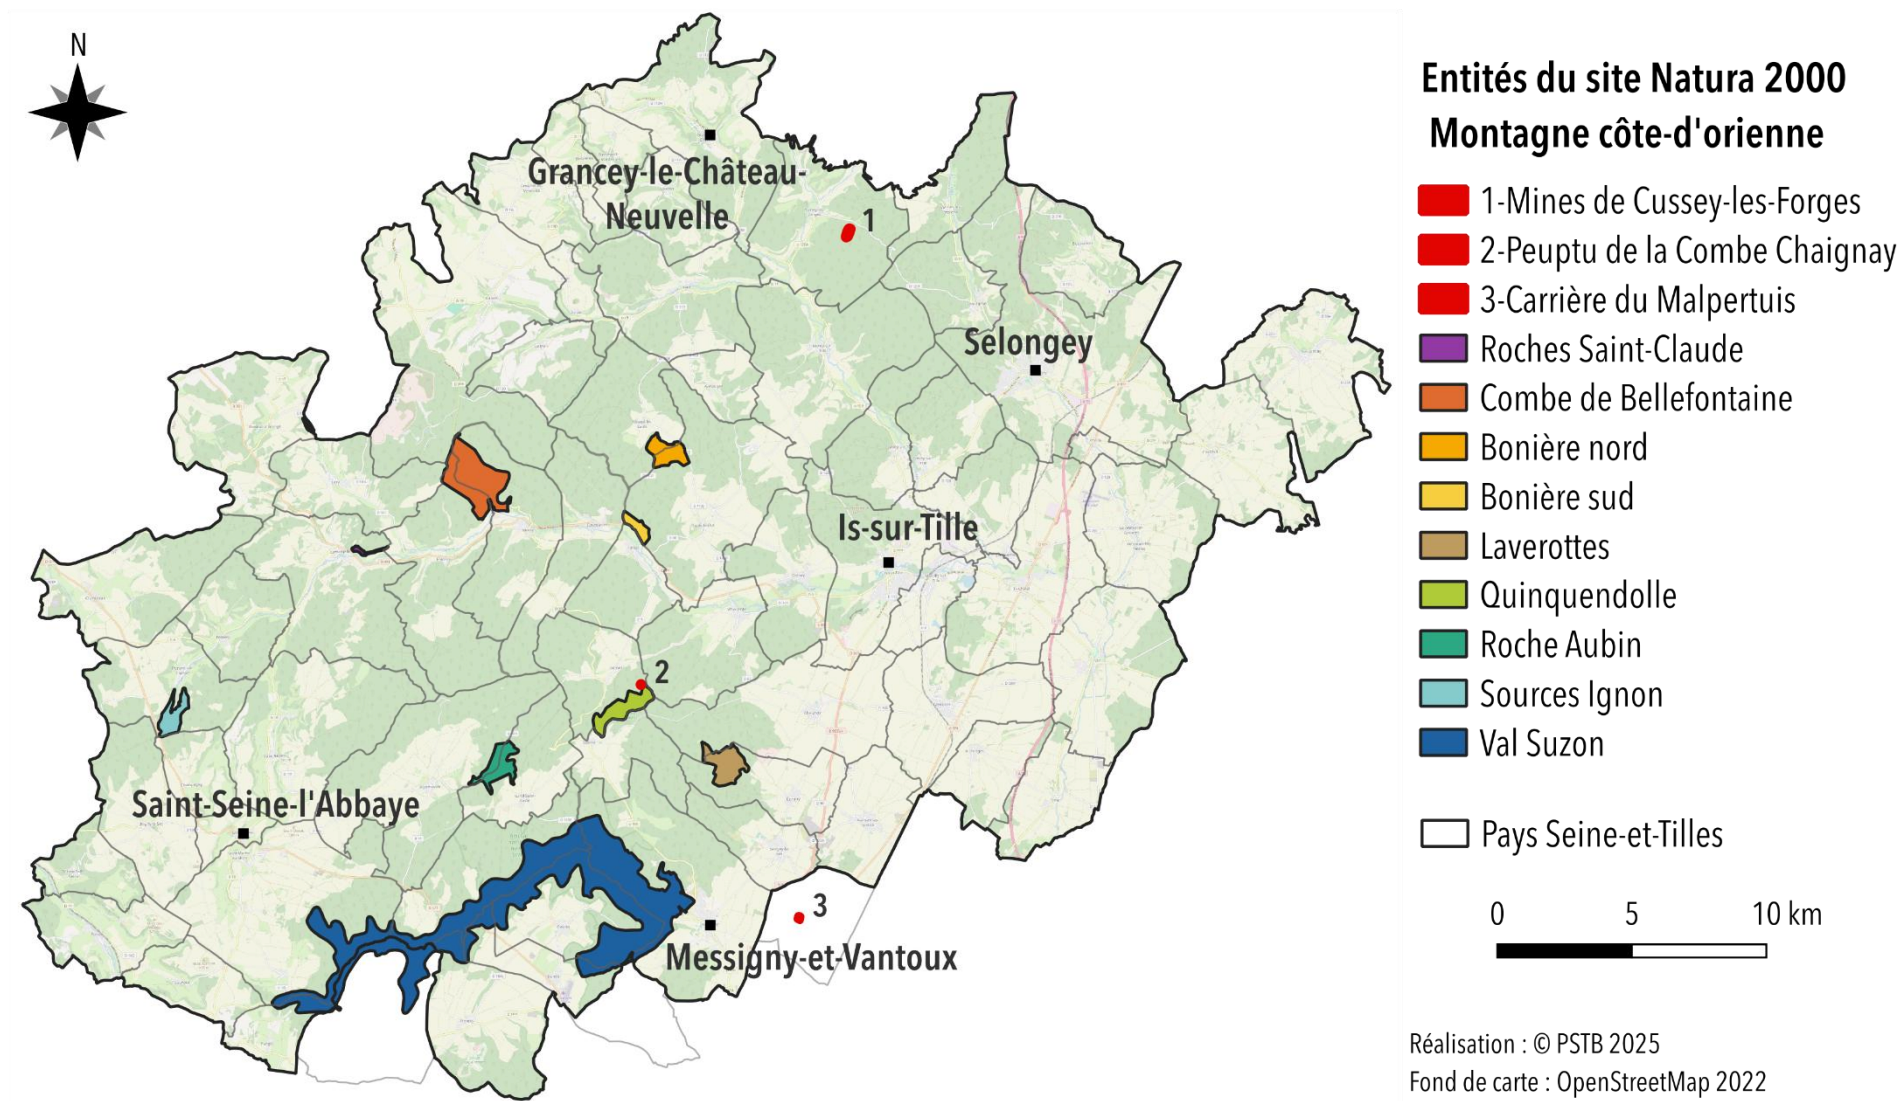 N
Grancey-le-Château-
Neuvelle
1
Selongey
Is-sur-Tille
2
Saint-Seine-l'Abbaye
3
Messigny-et-Vantoux
Entités du site Natura 2000
Montagne côte-d'orienne
1-Mines de Cussey-les-Forges
2-Peuptu de la Combe Chaignay
3-Carrière du Malpertuis
Roches Saint-Claude
Combe de Bellefontaine
Bonière nord
Bonière sud
Laverottes
Quinquendolle
Roche Aubin
Sources Ignon
Val Suzon
Pays Seine-et-Tilles
0 5 10 km
Réalisation : © PSTB 2025
Fond de carte : OpenStreetMap 2022